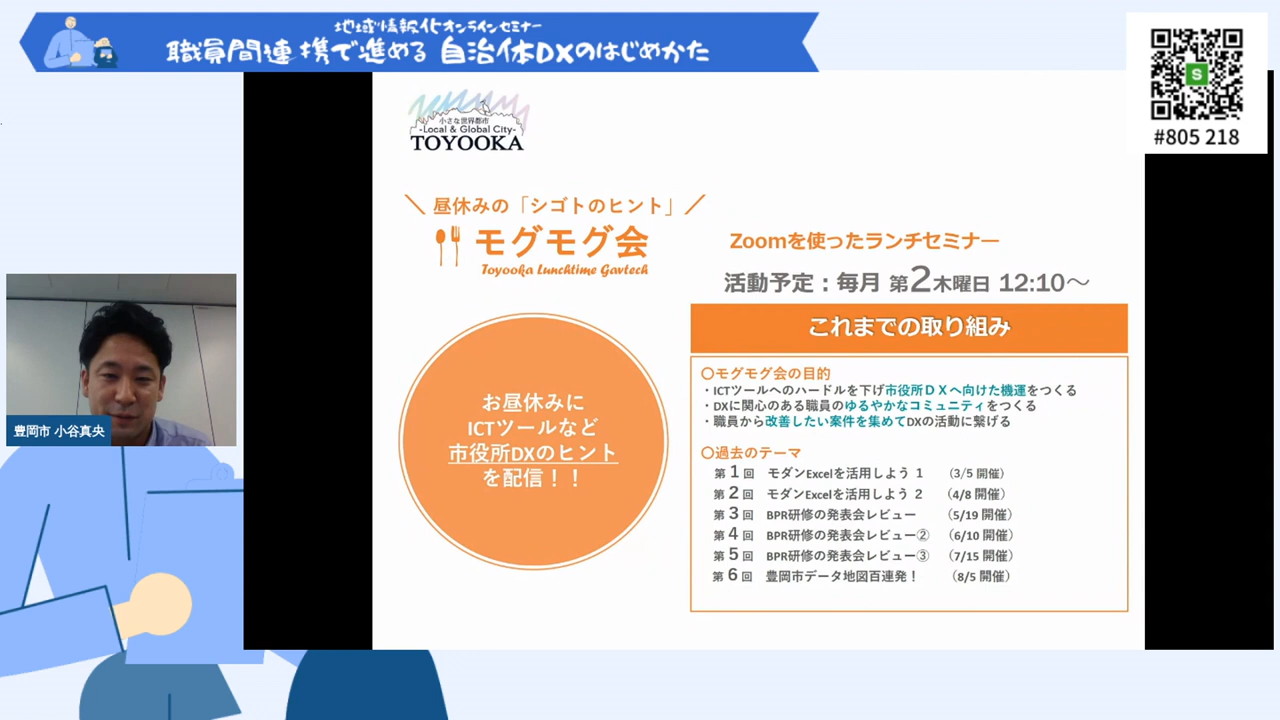 地域情報化オンラインセミナー
職員間連携で進める 自治体DXのはじめかた
S
#805 218
小さな世界都市
-Local & Global City-
TOYOOKA
＼ 昼休みの「シゴトのヒント」／
モグモグ会
Toyooka Lunchtime Gavtech
Zoomを使ったランチセミナー
活動予定：毎月 第2木曜日 12:10～
お昼休みに
ICTツールなど
市役所DXのヒント
を配信！！
これまでの取り組み
〇モグモグ会の目的
・ICTツールへのハードルを下げ市役所ＤＸへ向けた機運をつくる
・DXに関心のある職員のゆるやかなコミュニティをつくる
・職員から改善したい案件を集めてDXの活動に繋げる
〇過去のテーマ
第1回 モダンExcelを活用しよう１ （3/5 開催）
第2回 モダンExcelを活用しよう２ （4/8 開催）
第3回 BPR研修の発表会レビュー （5/19 開催）
第4回 BPR研修の発表会レビュー② （6/10 開催）
第5回 BPR研修の発表会レビュー③ （7/15 開催）
第6回 豊岡市データ地図百連発！ （8/5 開催）
豊岡市 小谷真央